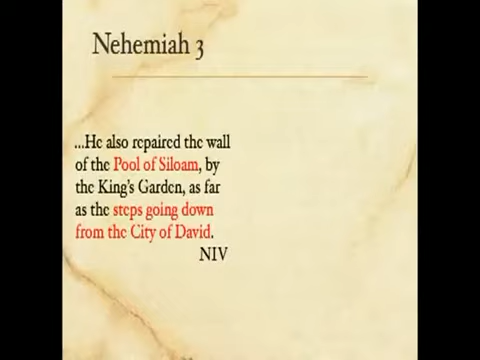 Nehemiah 3
...He also repaired the wall
of the Pool of Siloam, by
the King's Garden, as far
as the steps going down
from the City of David.
NIV